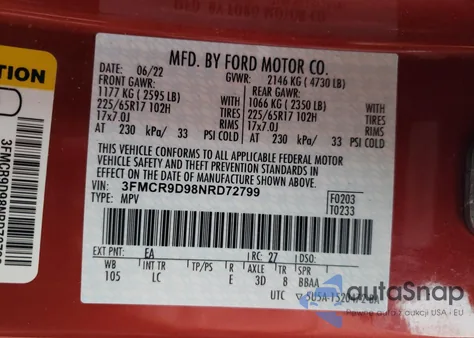 MFD. BY FORD MOTOR CO.
DATE: 06/22 GVWR: 2146 KG (4730 LB)
FRONT GAWR: REAR GAWR:
1177 KG (2595 LB) 1066 KG (2350 LB)
225/65R17 102H WITH TIRES 225/65R17 102H WITH TIRES
17x7.0J RIMS 17x7.0J RIMS
AT 230 kPa/ 33 PSI COLD AT 230 kPa/ 33 PSI COLD
THIS VEHICLE CONFORMS TO ALL APPLICABLE FEDERAL MOTOR
VEHICLE SAFETY AND THEFT PREVENTION STANDARDS IN
EFFECT ON THE DATE OF MANUFACTURE SHOWN ABOVE.
VIN: 3FMCR9D98NRD72799 F0203
TYPE: MPV T0233
EXT PNT: EA RC: 27 DSO:
WB INT TR TP/PS R AXLE TR SPR
105 LC E 3D B BBAA
UTC
TION
autoSnap
Pewne auta z aukcji USA - EU